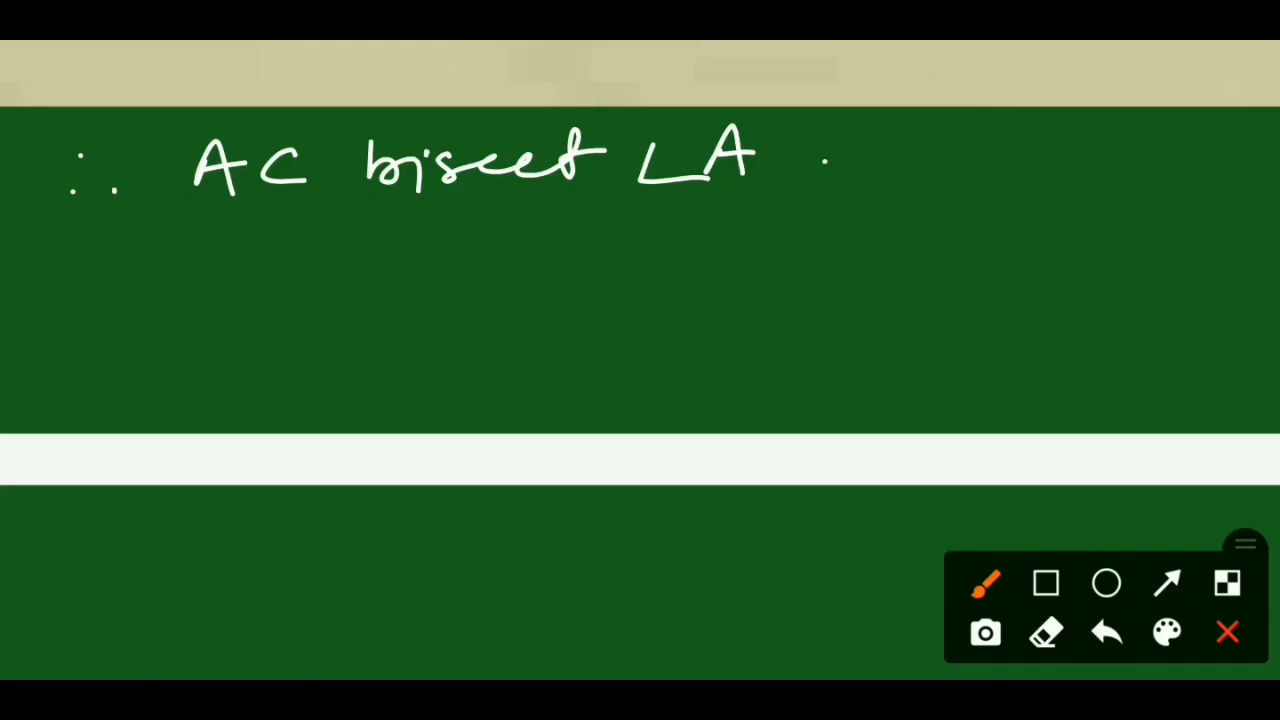 ∴ AC bisect ∠A .